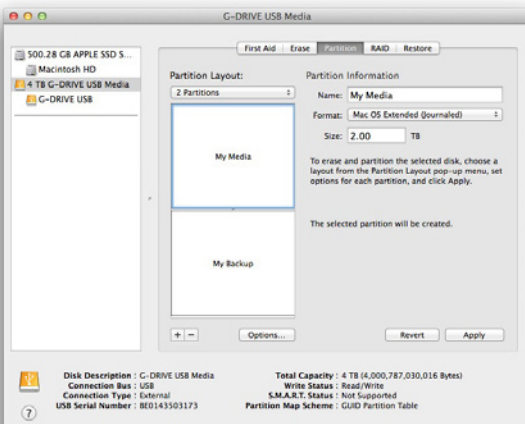 G-DRIVE USB Media
500.28 GB APPLE SSD S...
Macintosh HD
4 TB G-DRIVE USB Media
G-DRIVE USB
First Aid Erase Partition RAID Restore
Partition Layout:
2 Partitions
My Media
My Backup
+ − Options...
Partition Information
Name: My Media
Format: Mac OS Extended (Journaled)
Size: 2.00 TB
To erase and partition the selected disk, choose a
layout from the Partition Layout pop-up menu, set
options for each partition, and click Apply.
The selected partition will be created.
Revert Apply
Disk Description : G-DRIVE USB Media
Connection Bus : USB
Connection Type : External
USB Serial Number : BE0143503173
Total Capacity : 4 TB (4,000,787,030,016 Bytes)
Write Status : Read/Write
S.M.A.R.T. Status : Not Supported
Partition Map Scheme : GUID Partition Table
?